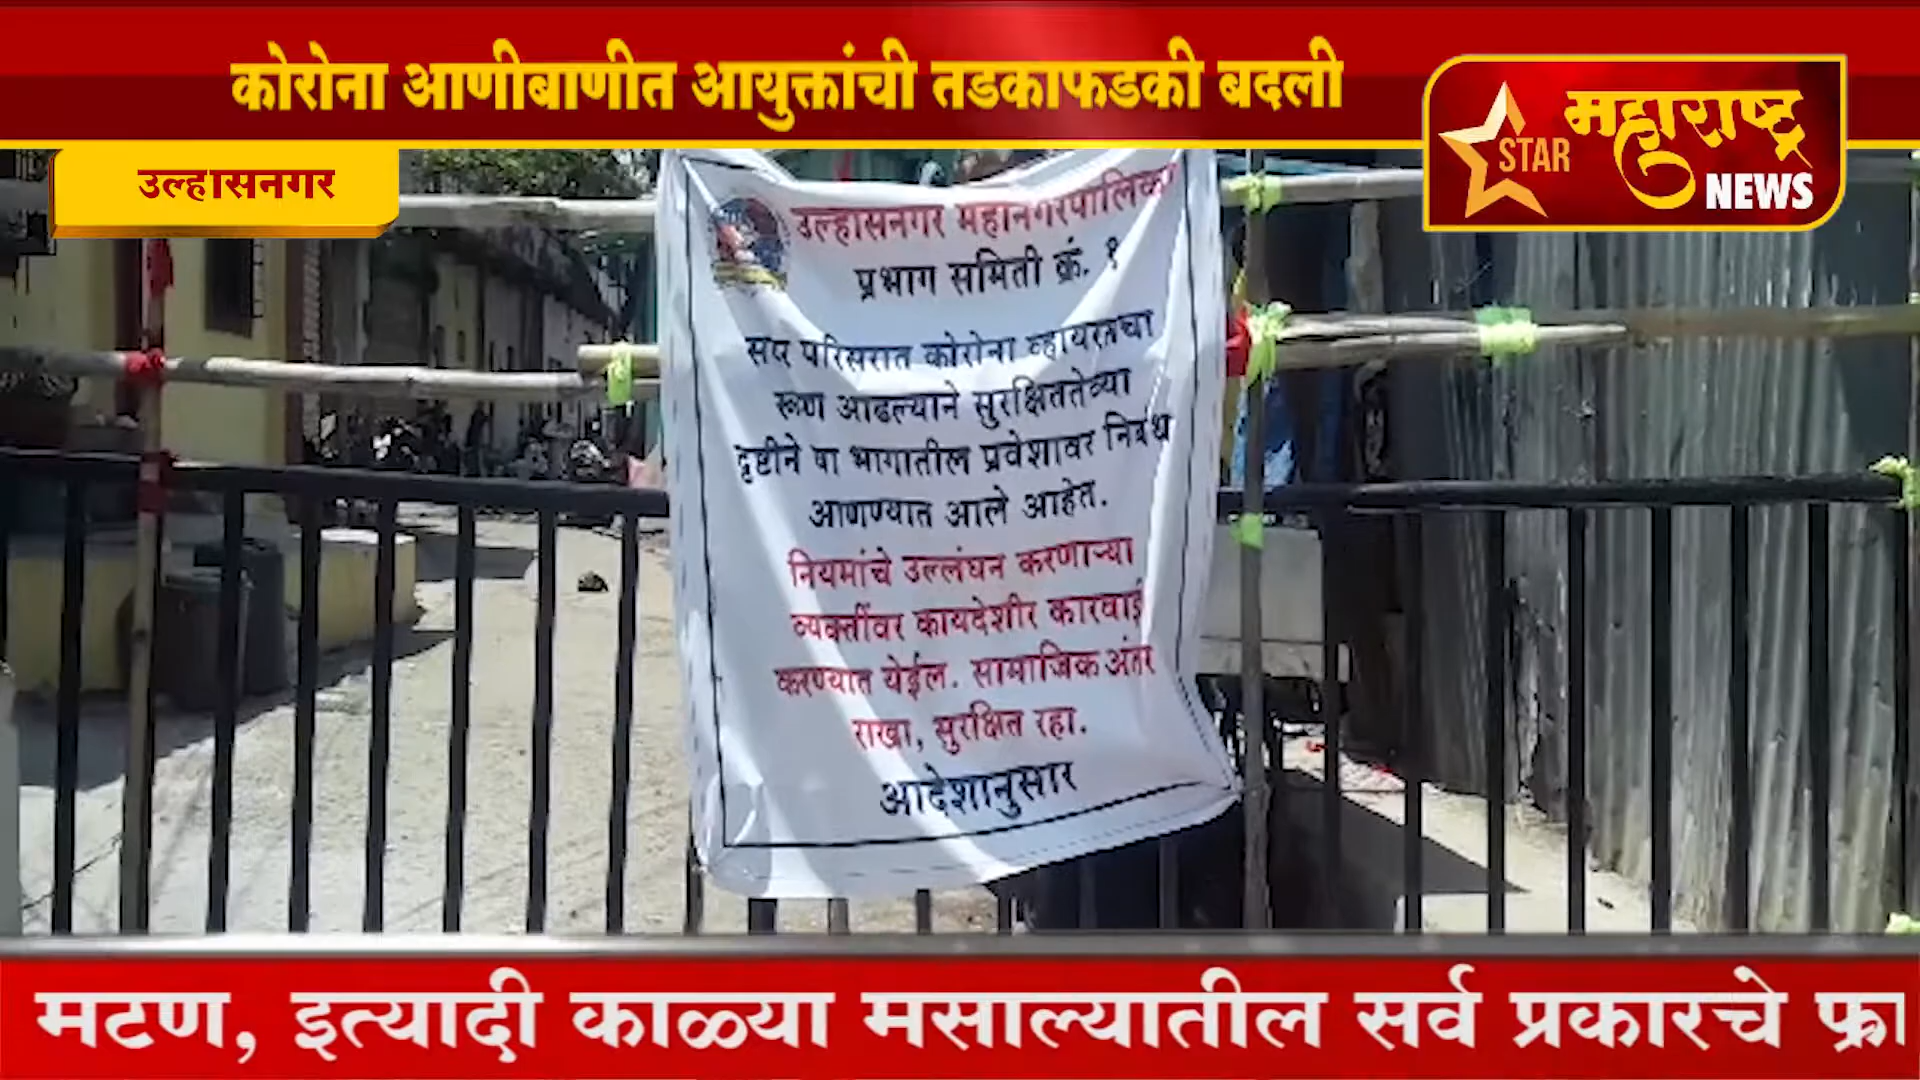 कोरोना आणीबाणीत आयुक्तांची तडकाफडकी बदली
उल्हासनगर
STAR महाराष्ट्र NEWS
उल्हासनगर महानगरपालिका
प्रभाग समिती क्रं. १
सदर परिसरात कोरोना व्हायरसचा
रूग्ण आढल्याने सुरक्षिततेच्या
दृष्टीने या भागातील प्रवेशावर निर्बंध
आणण्यात आले आहेत.
नियमांचे उल्लंघन करणाऱ्या
व्यक्तींवर कायदेशीर कारवाई
करण्यात येईल. सामाजिक अंतर
राखा, सुरक्षित रहा.
आदेशानुसार
मटण, इत्यादी काळ्या मसाल्यातील सर्व प्रकारचे फ्रा